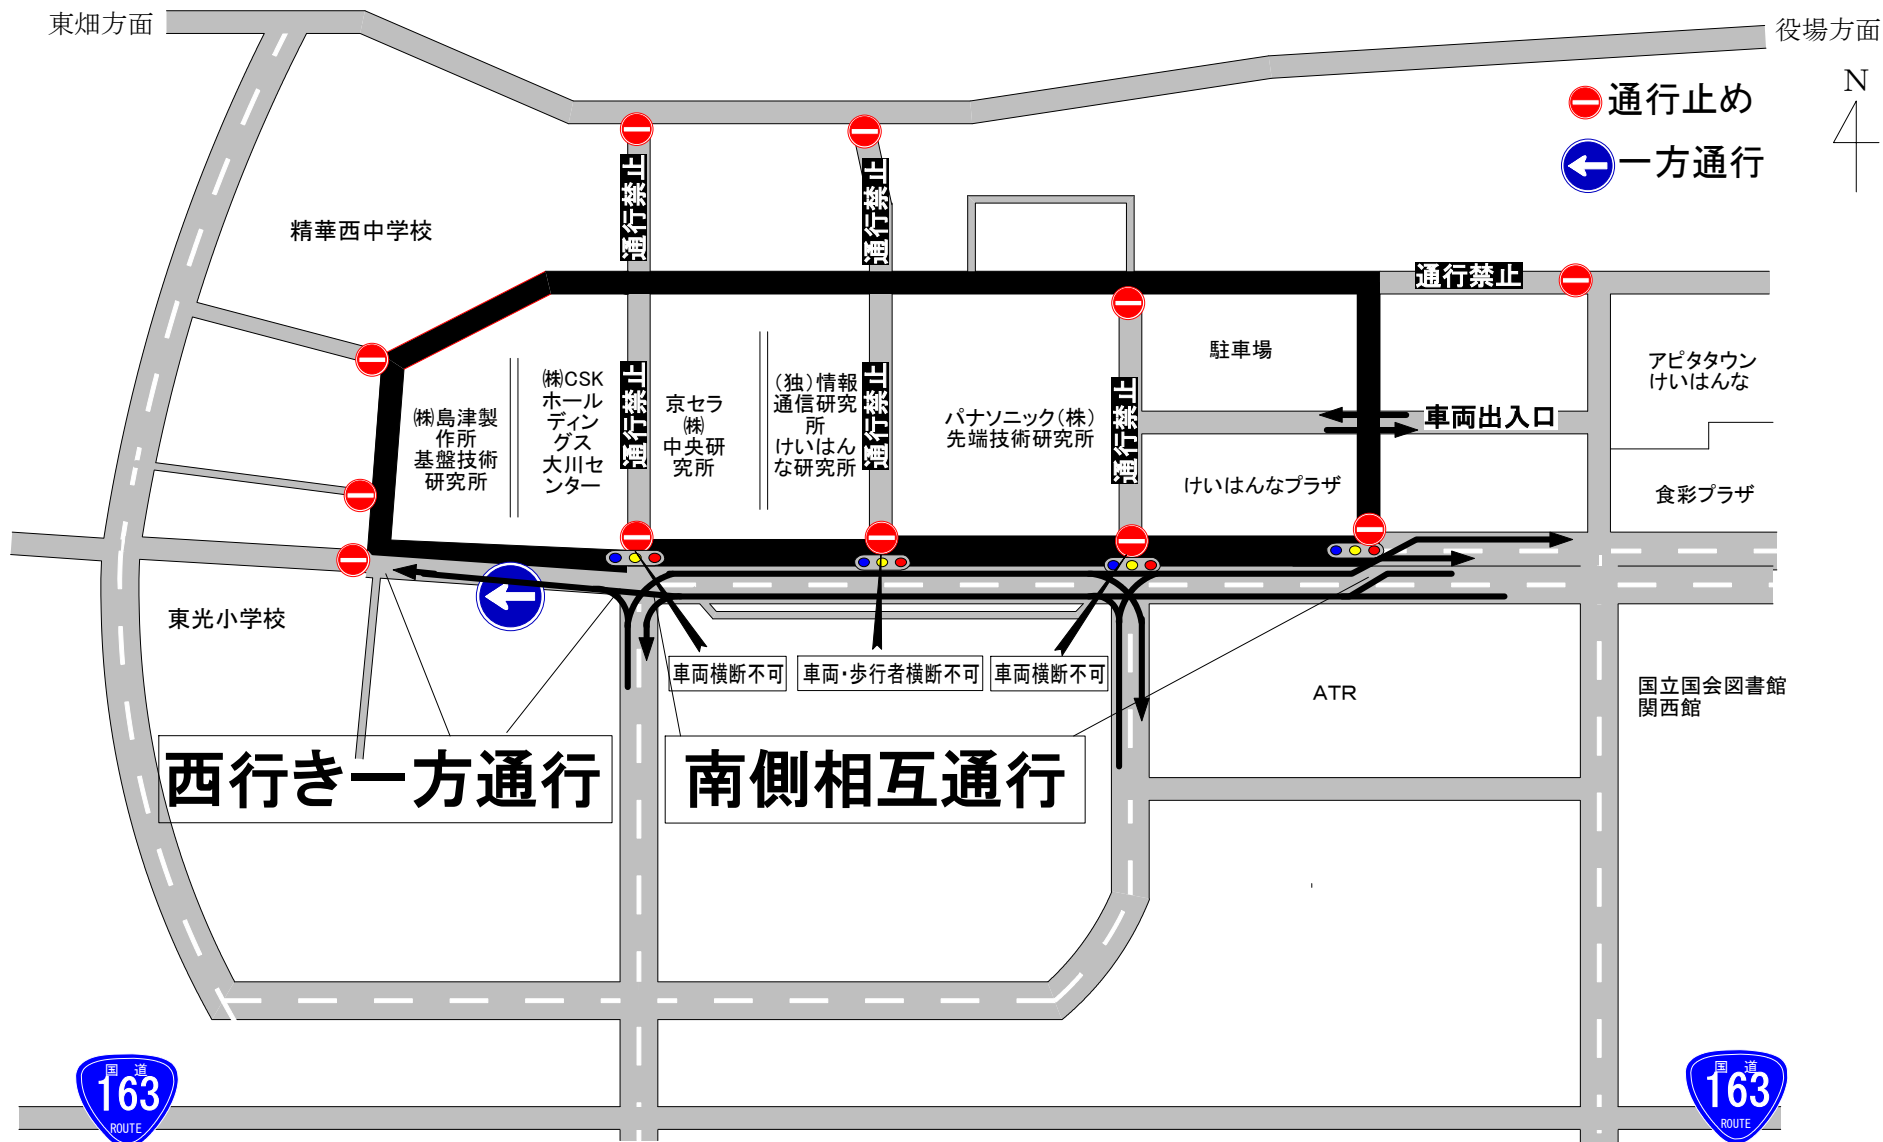 東畑方面
役場方面
N
通行止め
一方通行
通行禁止
通行禁止
精華西中学校
通行禁止
駐車場
アピタタウン
けいはんな
㈱島津製
作所
基盤技術
研究所
㈱CSK
ホール
ディン
グス
大川セ
ンター
通行禁止
京セラ
㈱
中央研
究所
(独)情報
通信研究
所
けいはん
な研究所
通行禁止
パナソニック(株)
先端技術研究所
通行禁止
車両出入口
けいはんなプラザ
食彩プラザ
東光小学校
車両横断不可
車両・歩行者横断不可
車両横断不可
ATR
国立国会図書館
関西館
西行き一方通行
南側相互通行
国道
163
ROUTE
国道
163
ROUTE